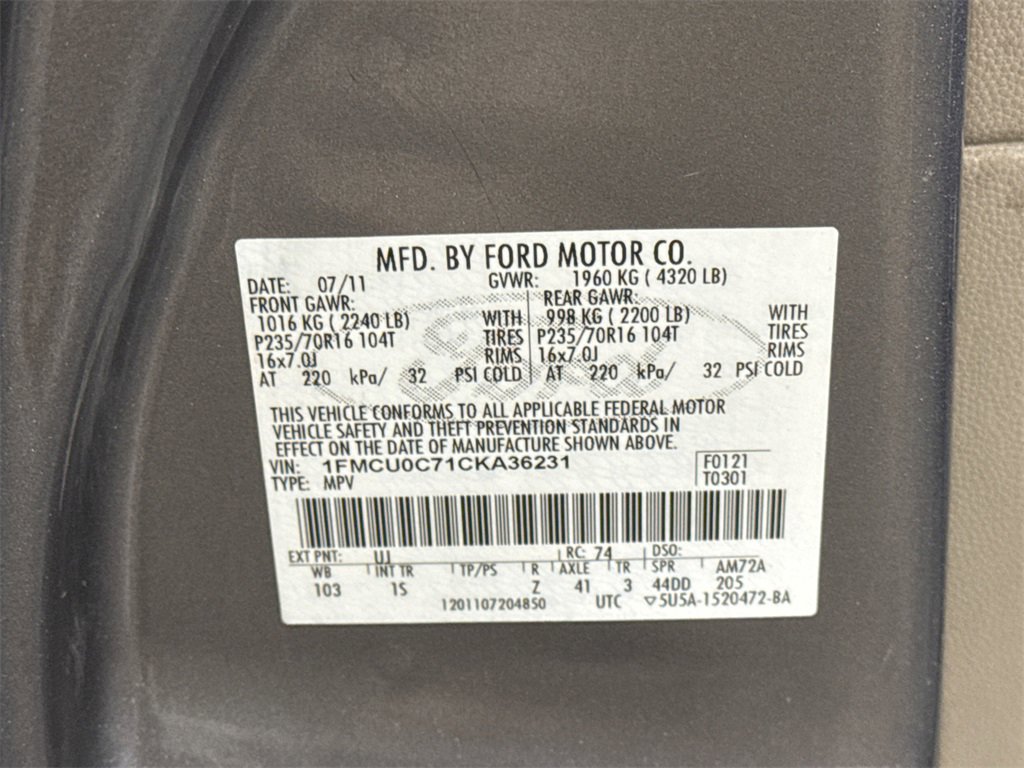 MFD. BY FORD MOTOR CO.
DATE: 07/11 GVWR: 1960 KG ( 4320 LB)
FRONT GAWR: REAR GAWR:
1016 KG ( 2240 LB) WITH 998 KG ( 2200 LB) WITH
P235/70R16 104T TIRES P235/70R16 104T TIRES
16x7.0J RIMS 16x7.0J RIMS
AT 220 kPa/ 32 PSI COLD AT 220 kPa/ 32 PSI COLD
Ford
THIS VEHICLE CONFORMS TO ALL APPLICABLE FEDERAL MOTOR
VEHICLE SAFETY AND THEFT PREVENTION STANDARDS IN
EFFECT ON THE DATE OF MANUFACTURE SHOWN ABOVE.
VIN: 1FMCU0C71CKA36231 F0121
TYPE: MPV T0301
EXT PNT: UJ RC: 74 DSO:
WB INT TR TP/PS R AXLE TR SPR AM72A
103 1S Z 41 3 44DD 205
1201107204850 UTC ▽5U5A-1520472-BA